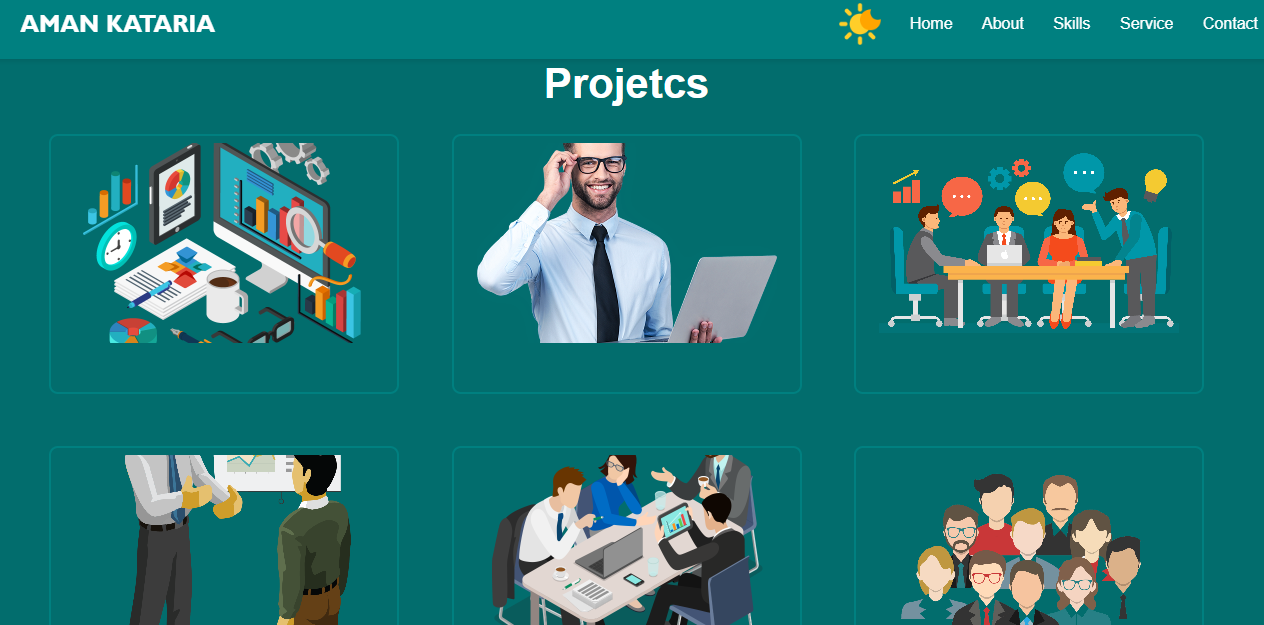 AMAN KATARIA
Home About Skills Service Contact
Projetcs